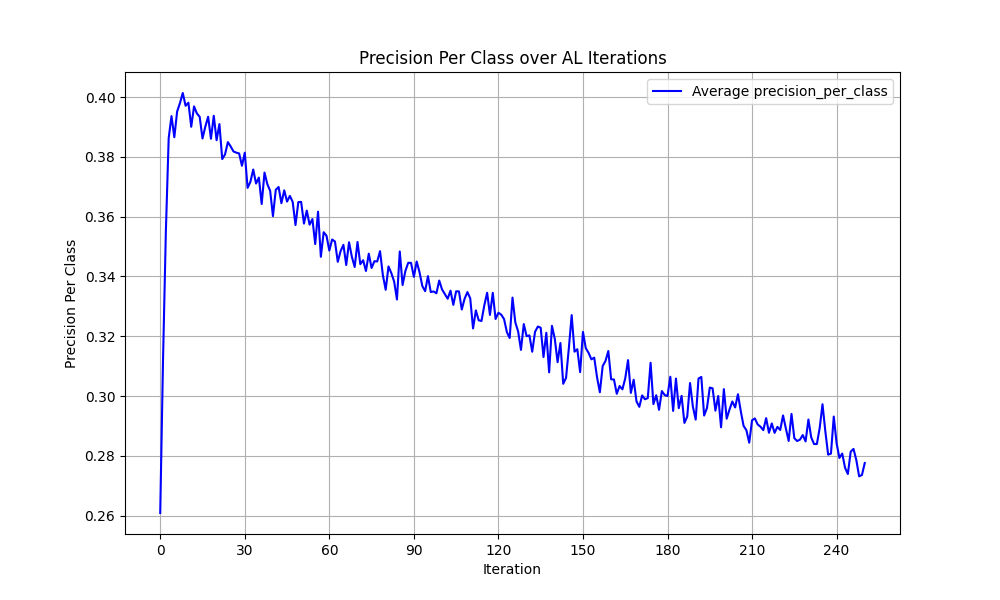 Precision Per Class over AL Iterations
Average precision_per_class
Precision Per Class
0.40
0.38
0.36
0.34
0.32
0.30
0.28
0.26
0 30 60 90 120 150 180 210 240
Iteration